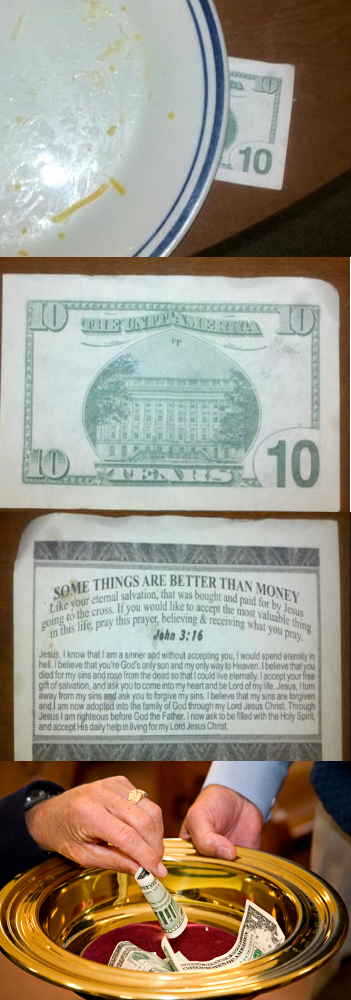 10
10
10
10
THE UNIT AMERICA
10
10
SOME THINGS ARE BETTER THAN MONEY
Like your eternal salvation, that was bought and paid for by Jesus
going to the cross. If you would like to accept the most valuable thing
in this life, pray this prayer, believing & receiving what you pray.
John 3:16
Jesus, I know that I am a sinner and without accepting you, I would spend eternity in
hell. I believe that you're God's only son and my only way to Heaven. I believe that you
died for my sins and rose from the dead so that I could live eternally. I accept your free
gift of salvation, and ask you to come into my heart and be Lord of my life. Jesus, I turn
away from my sins and ask you to forgive my sins. I believe that my sins are forgiven
and I am now adopted into the family of God through my Lord Jesus Christ. Through
Jesus I am righteous before God the Father. I now ask to be filled with the Holy Spirit,
and accept His daily help in living for my Lord Jesus Christ.